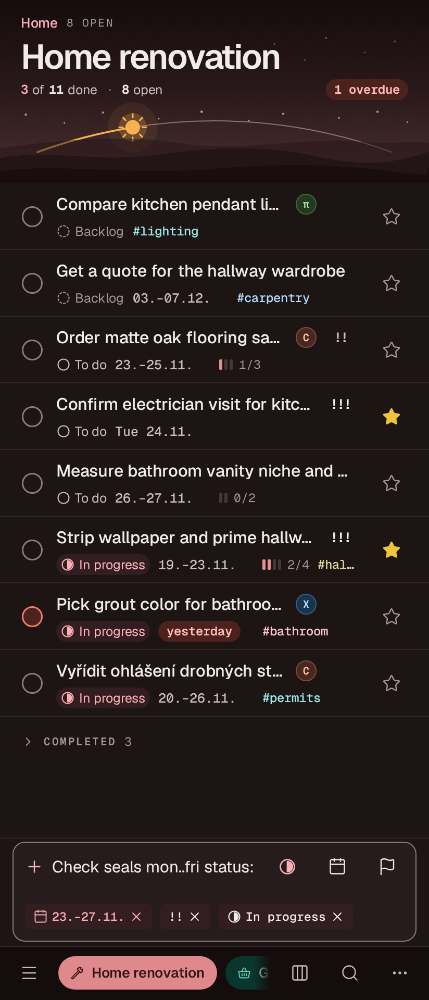 Home 8 OPEN
Home renovation
3 of 11 done · 8 open 1 overdue
Compare kitchen pendant li… π
Backlog #lighting
Get a quote for the hallway wardrobe
Backlog 03.–07.12. #carpentry
Order matte oak flooring sa… C !!
To do 23.–25.11. 1/3
Confirm electrician visit for kitc… !!!
To do Tue 24.11.
Measure bathroom vanity niche and …
To do 26.–27.11. 0/2
Strip wallpaper and prime hallw… !!!
In progress 19.–23.11. 2/4 #hal…
Pick grout color for bathroo… X
In progress yesterday #bathroom
Vyřídit ohlášení drobných st… C
In progress 20.–26.11. #permits
COMPLETED 3
Check seals mon..fri status:
23.–27.11. !! In progress
Home renovation G